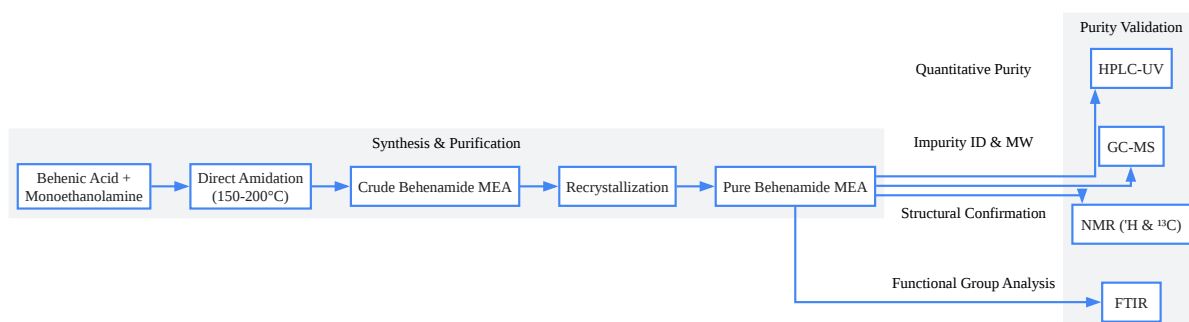 Purity Validation
Quantitative Purity
HPLC-UV
Synthesis & Purification
Impurity ID & MW
GC-MS
Behenic Acid +
Monoethanolamine
Direct Amidation
(150-200°C)
Crude Behenamide MEA
Recrystallization
Pure Behenamide MEA
Structural Confirmation
NMR ('H & ¹³C)
Functional Group Analysis
FTIR